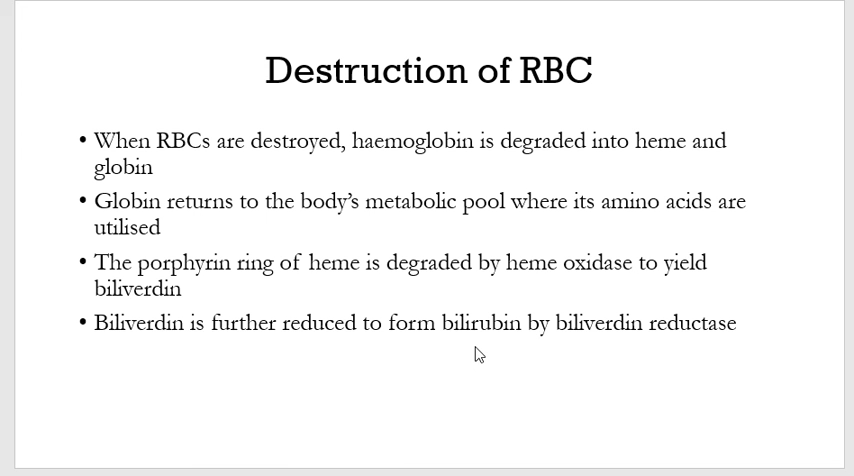 Destruction of RBC
• When RBCs are destroyed, haemoglobin is degraded into heme and
globin
• Globin returns to the body’s metabolic pool where its amino acids are
utilised
• The porphyrin ring of heme is degraded by heme oxidase to yield
biliverdin
• Biliverdin is further reduced to form bilirubin by biliverdin reductase